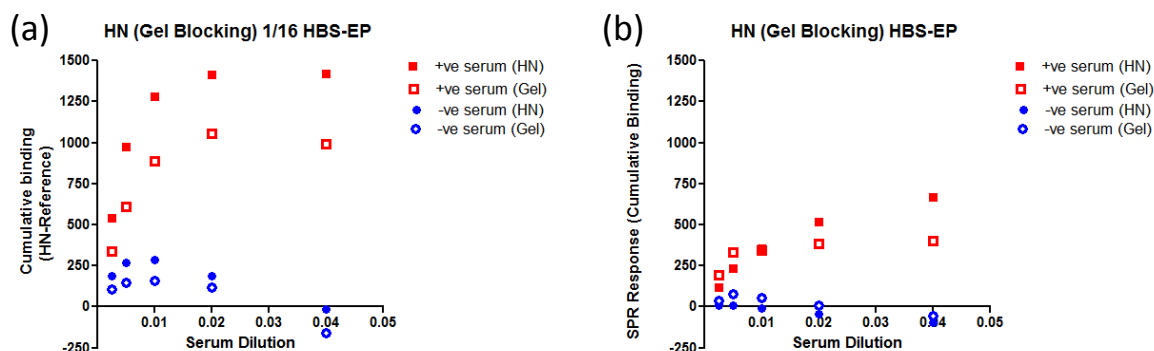 (a)
HN (Gel Blocking) 1/16 HBS-EP
Cumulative binding
(HN-Reference)
1500
1250
1000
750
500
250
0
-250
0.01
0.02
0.03
0.04
0.05
Serum Dilution
+ve serum (HN)
+ve serum (Gel)
-ve serum (HN)
-ve serum (Gel)
(b)
HN (Gel Blocking) HBS-EP
SPR Response (Cumulative Binding)
1500
1250
1000
750
500
250
0
-250
0.01
0.02
0.03
0.04
0.05
Serum Dilution
+ve serum (HN)
+ve serum (Gel)
-ve serum (HN)
-ve serum (Gel)